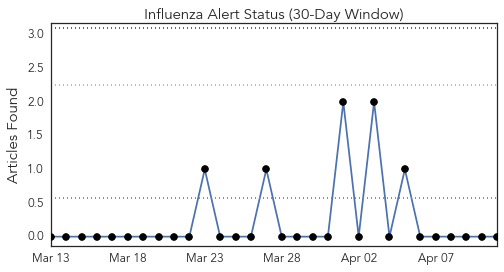 Influenza Alert Status (30-Day Window)
Articles Found
3.0
2.5
2.0
1.5
1.0
0.5
0.0
Mar 13 Mar 18 Mar 23 Mar 28 Apr 02 Apr 07